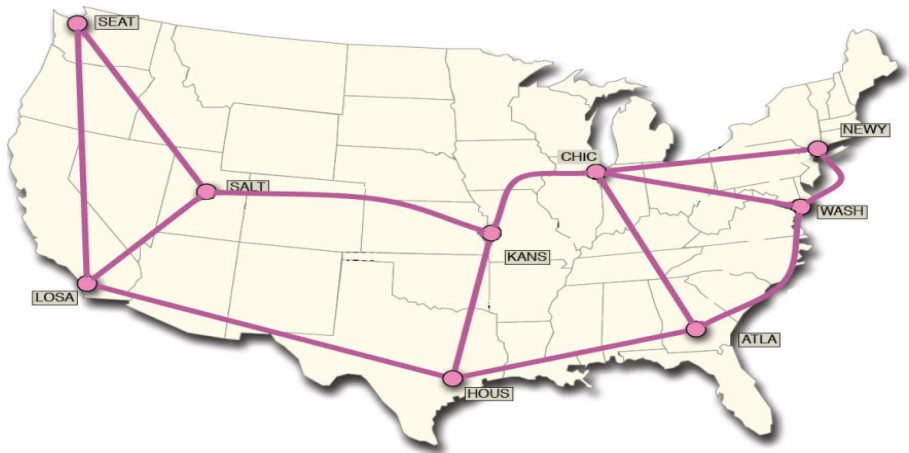 SEAT
NEWY
CHIC
SALT
WASH
KANS
LOSA
ATLA
HOUS